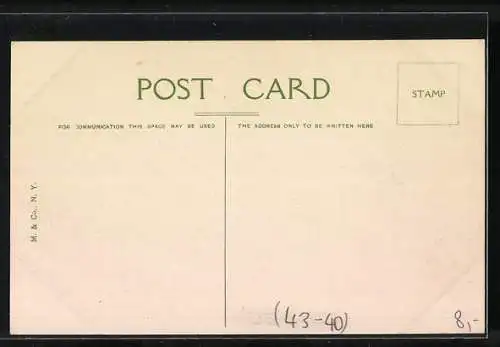 POST CARD
STAMP
FOR COMMUNICATION THIS SPACE MAY BE USED
THE ADDRESS ONLY TO BE WRITTEN HERE
M. & Co., N. Y.
(43-40)
8,-